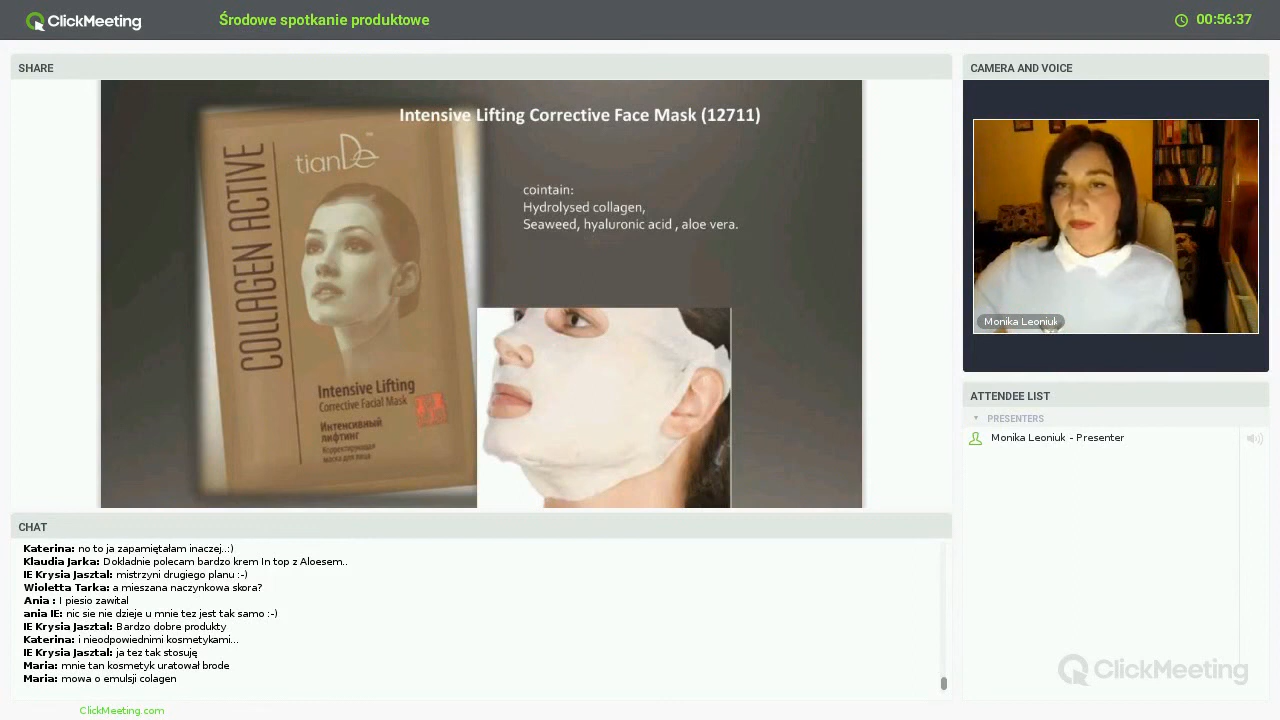 ClickMeeting
Środowe spotkanie produktowe
00:56:37
SHARE
Intensive Lifting Corrective Face Mask (12711)
cointain:
Hydrolysed collagen,
Seaweed, hyaluronic acid , aloe vera.
COLLAGEN ACTIVE
tianDe
Intensive Lifting
Corrective Facial Mask
Интенсивный
лифтинг
Корректирующая
маска для лица
CAMERA AND VOICE
Monika Leoniuk
ATTENDEE LIST
PRESENTERS
Monika Leoniuk - Presenter
CHAT
Katerina: no to ja zapamiętałam inaczej..:)
Klaudia Jarka: Dokladnie polecam bardzo krem In top z Aloesem..
IE Krysia Jasztal: mistrzyni drugiego planu :-)
Wioletta Tarka: a mieszana naczynkowa skora?
Ania : I piesio zawital
ania IE: nic sie nie dzieje u mnie tez jest tak samo :-)
IE Krysia Jasztal: Bardzo dobre produkty
Katerina: i nieodpowiednimi kosmetykami...
IE Krysia Jasztal: ja tez tak stosuję
Maria: mnie tan kosmetyk uratował brode
Maria: mowa o emulsji colagen
ClickMeeting
ClickMeeting.com